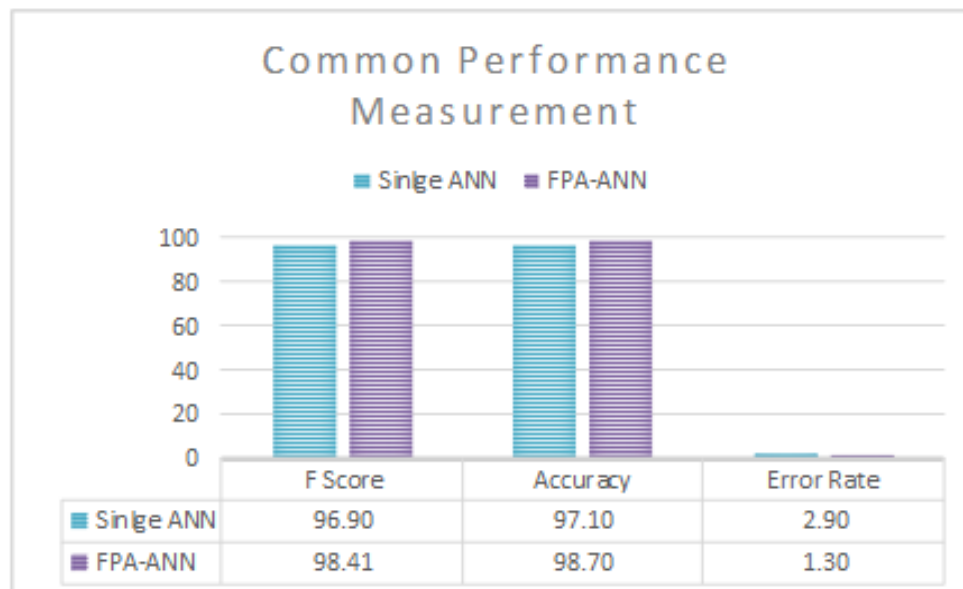 Common Performance
Measurement
Sinlge ANN FPA-ANN
100
80
60
40
20
0
F Score Accuracy Error Rate
Sinlge ANN 96.90 97.10 2.90
FPA-ANN 98.41 98.70 1.30